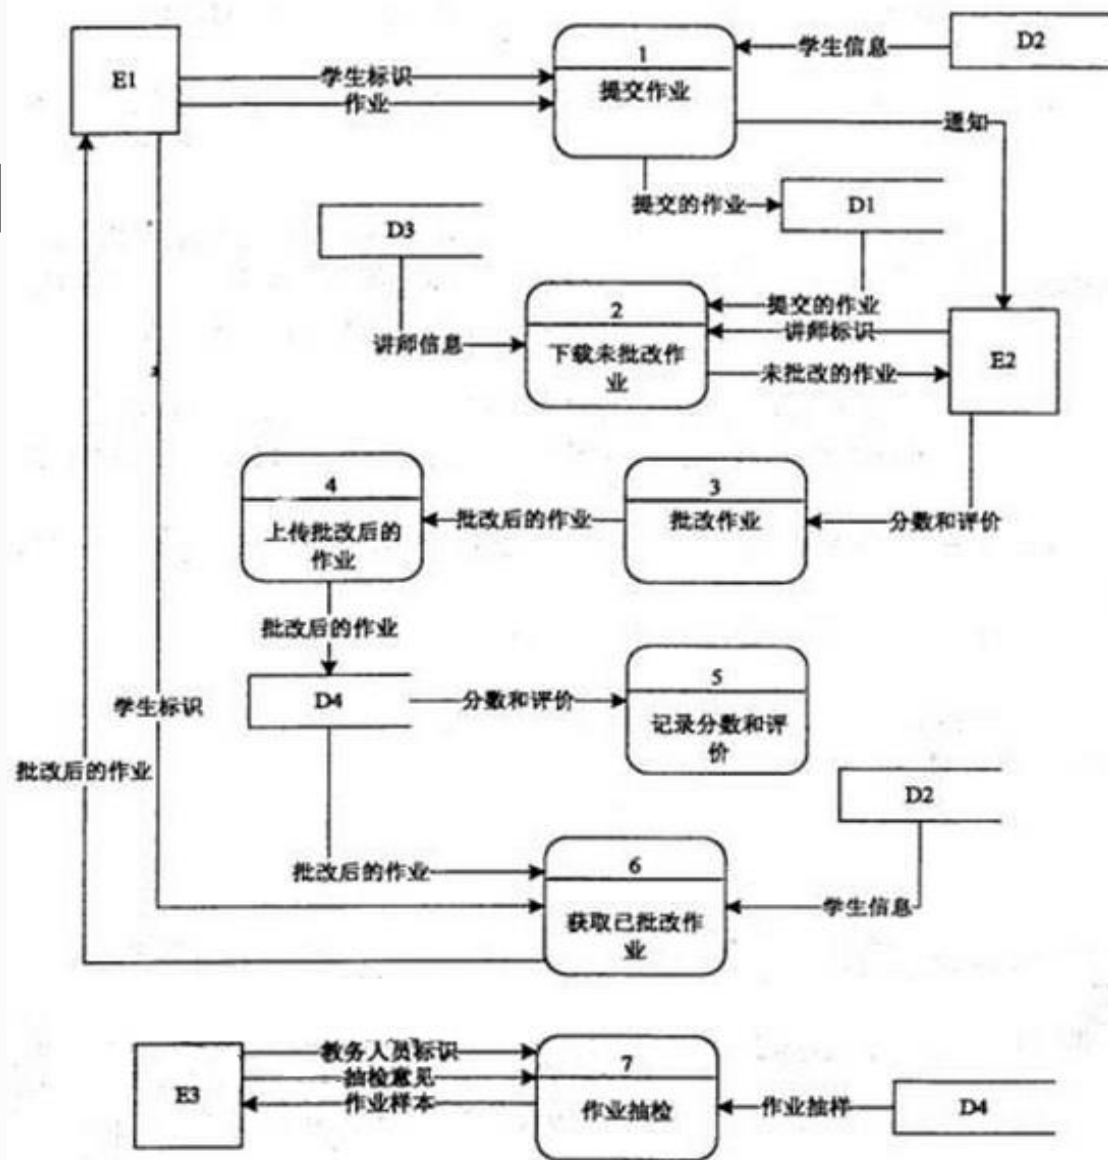 E1
学生标识
作业
1
提交作业
学生信息
D2
通知
提交的作业
D1
D3
讲师信息
2
下载未批改作
业
提交的作业
讲师标识
未批改的作业
E2
4
上传批改后的
作业
批改后的作业
3
批改作业
分数和评价
批改后的作业
D4
分数和评价
5
记录分数和评
价
学生标识
批改后的作业
D2
批改后的作业
6
获取已批改作
业
学生信息
E3
教务人员标识
抽检意见
作业样本
7
作业抽检
作业抽样
D4